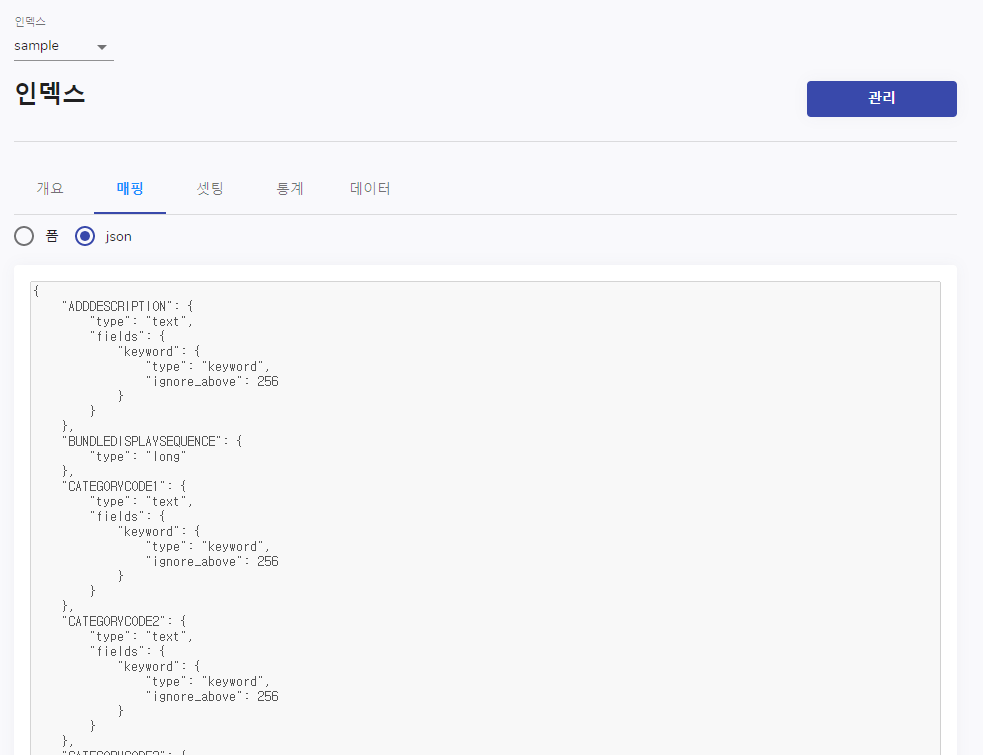 인덱스
sample
인덱스
관리
개요 매핑 셋팅 통계 데이터
폼 json
{
    "ADDDESCRIPTION": {
        "type": "text",
        "fields": {
            "keyword": {
                "type": "keyword",
                "ignore_above": 256
            }
        }
    },
    "BUNDLEDISPLAYSEQUENCE": {
        "type": "long"
    },
    "CATEGORYCODE1": {
        "type": "text",
        "fields": {
            "keyword": {
                "type": "keyword",
                "ignore_above": 256
            }
        }
    },
    "CATEGORYCODE2": {
        "type": "text",
        "fields": {
            "keyword": {
                "type": "keyword",
                "ignore_above": 256
            }
        }
    },